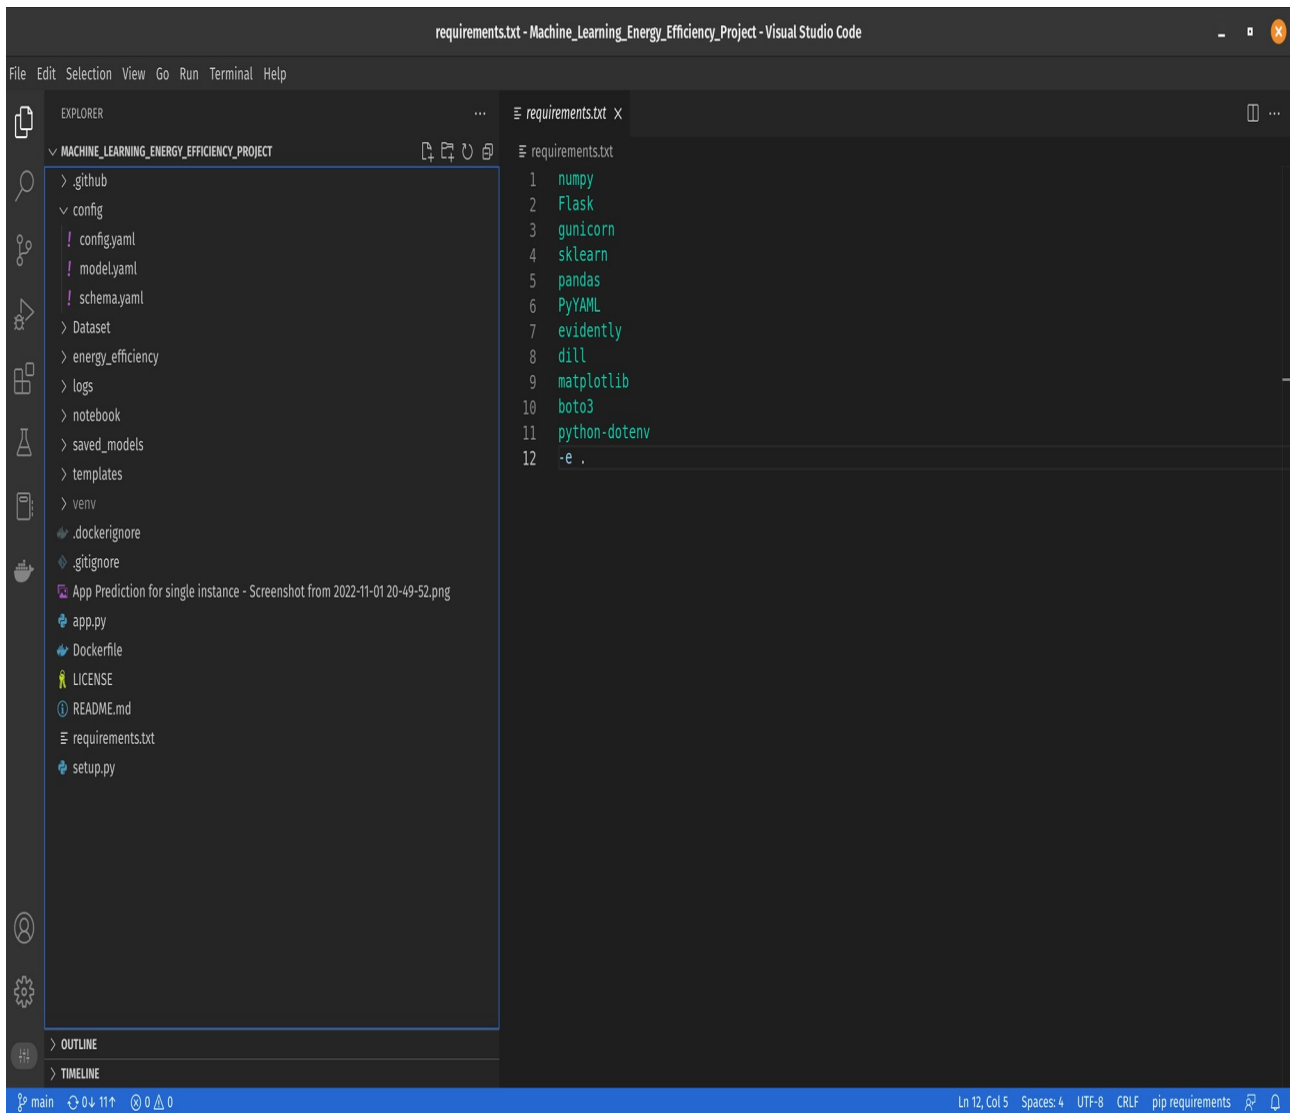 requirements.txt - Machine_Learning_Energy_Efficiency_Project - Visual Studio Code
File Edit Selection View Go Run Terminal Help
EXPLORER
MACHINE_LEARNING_ENERGY_EFFICIENCY_PROJECT
.github
config
! config.yaml
! model.yaml
! schema.yaml
Dataset
energy_efficiency
logs
notebook
saved_models
templates
venv
.dockerignore
.gitignore
App Prediction for single instance - Screenshot from 2022-11-01 20-49-52.png
app.py
Dockerfile
LICENSE
README.md
requirements.txt
setup.py
OUTLINE
TIMELINE
requirements.txt
requirements.txt
1 numpy
2 Flask
3 gunicorn
4 sklearn
5 pandas
6 PyYAML
7 evidently
8 dill
9 matplotlib
10 boto3
11 python-dotenv
12 -e .
main 0↓ 11↑ 0 0 Ln 12, Col 5 Spaces: 4 UTF-8 CRLF pip requirements